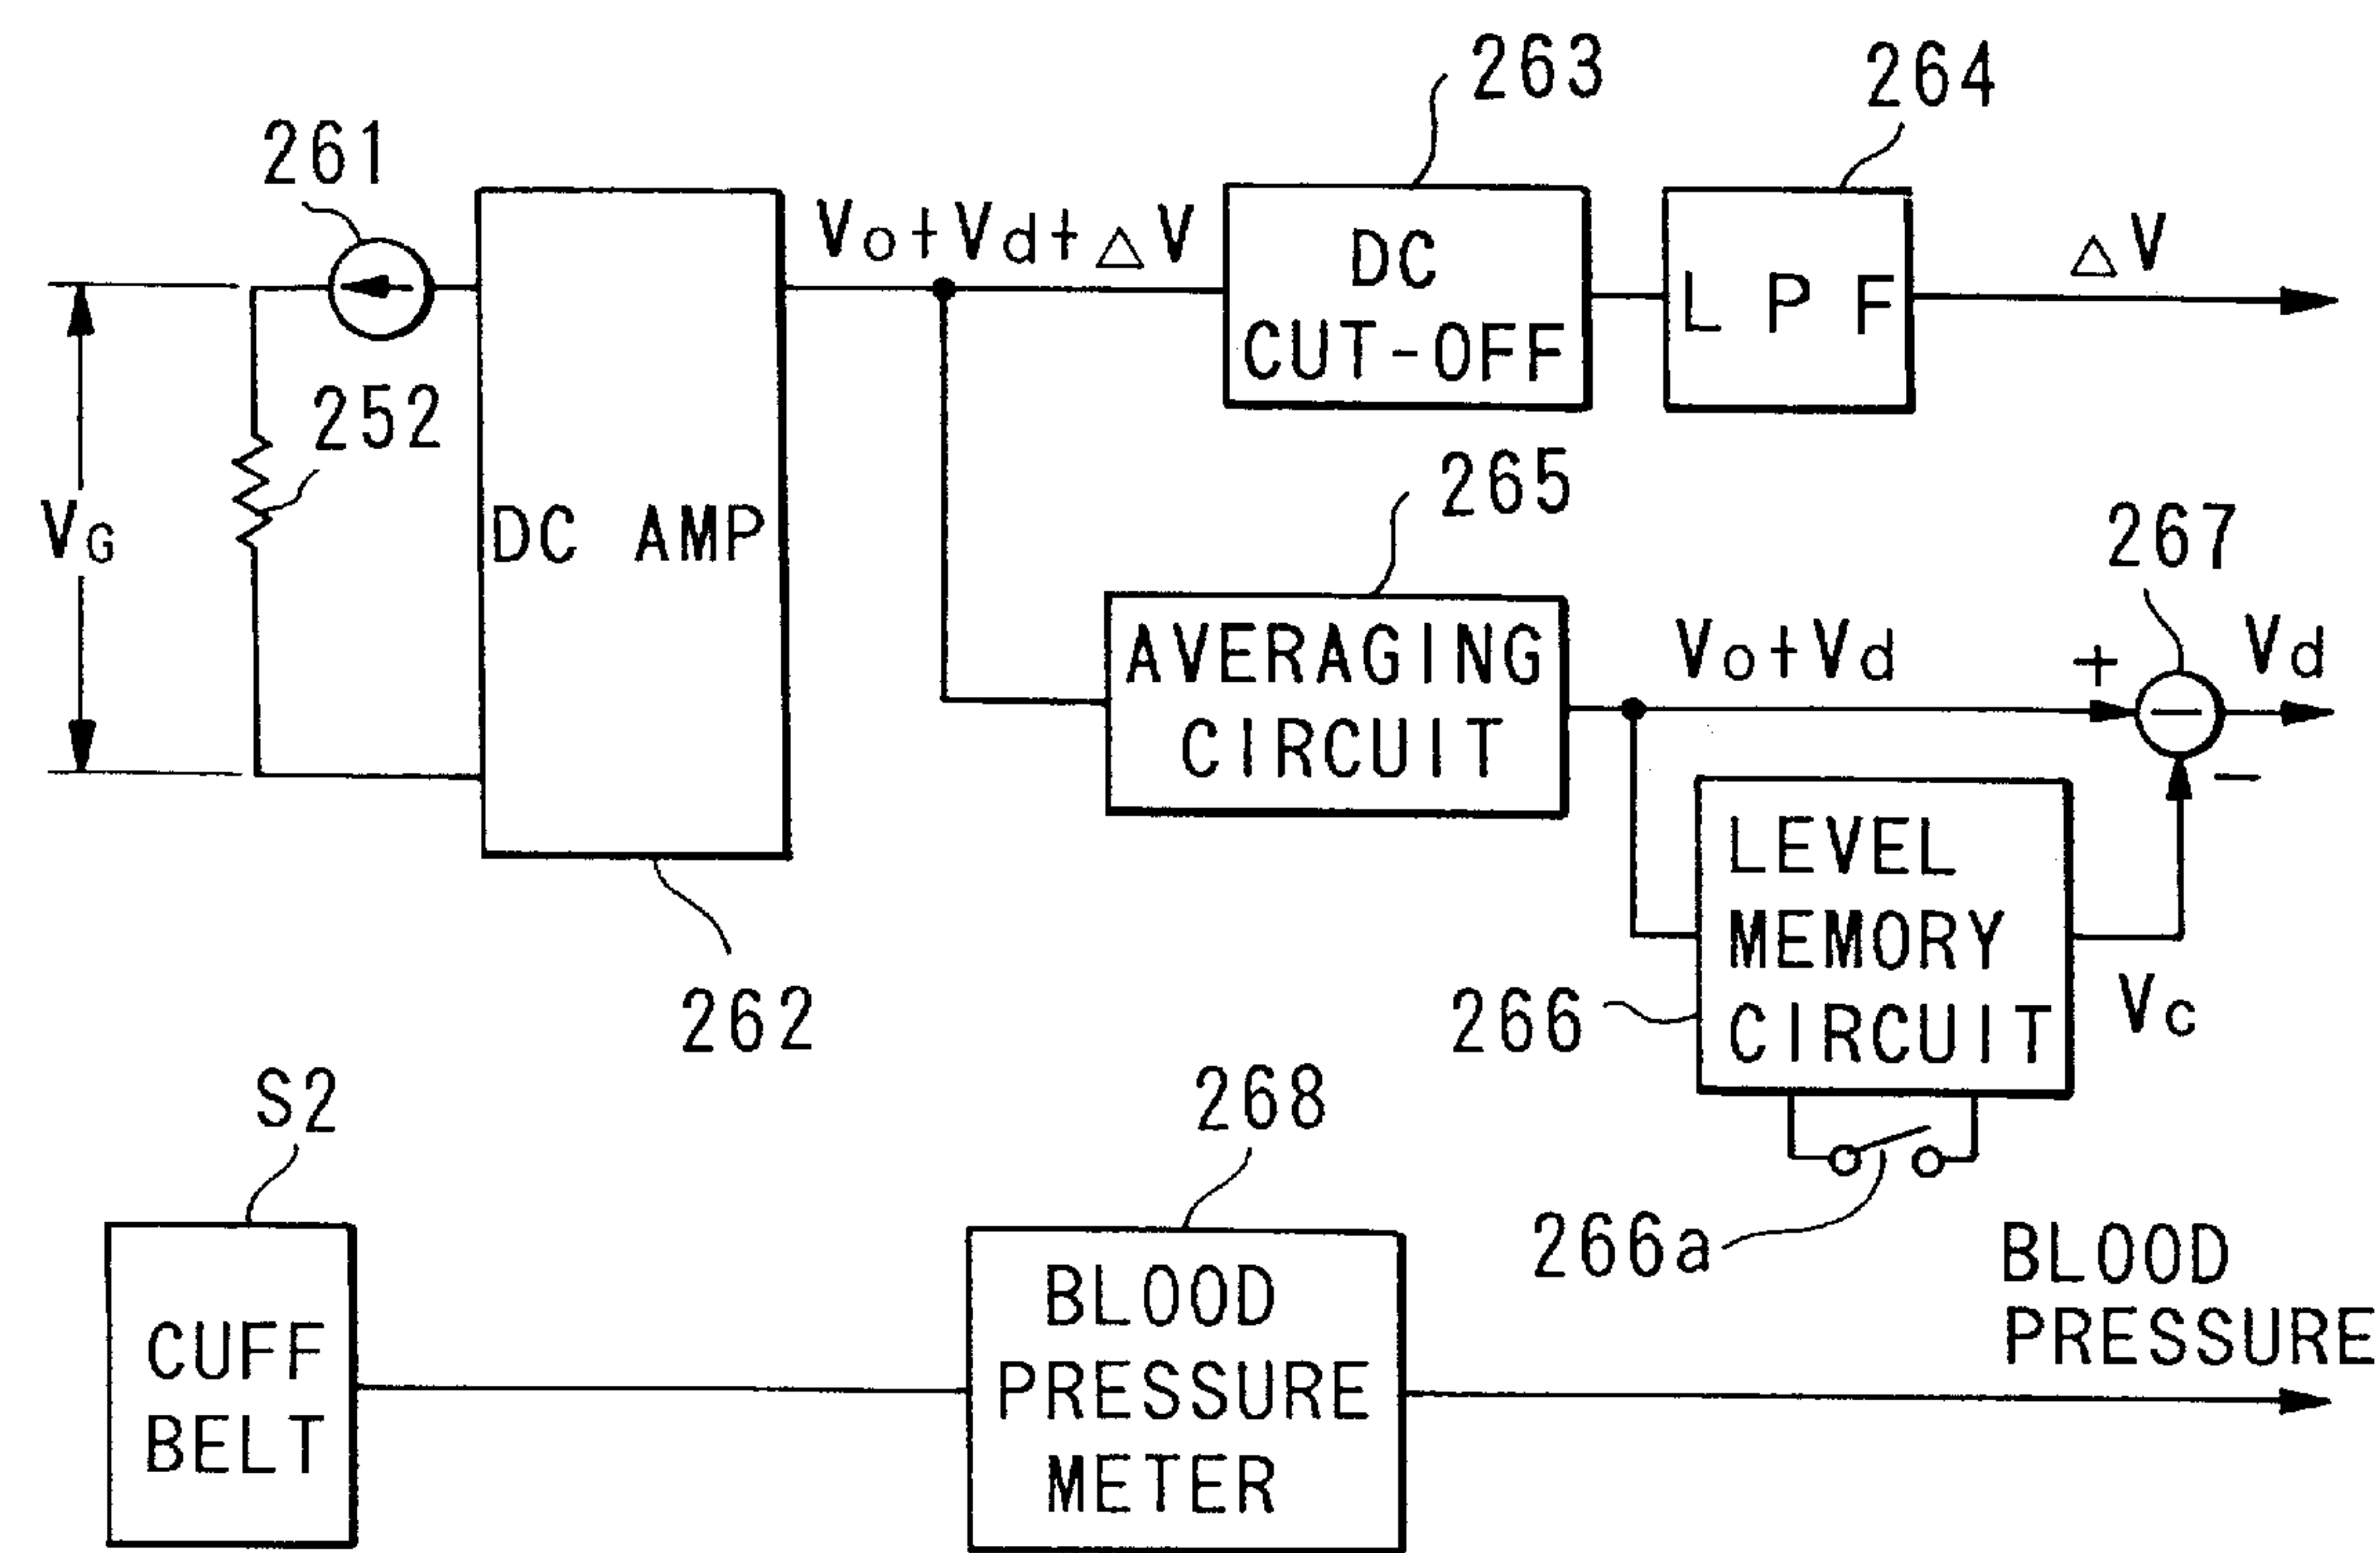 263
264
261
Vo+Vd+△V
DC
CUT-OFF
LPF
△V
252
VG
DC AMP
265
267
AVERAGING
CIRCUIT
Vo+Vd
+
−
Vd
−
LEVEL
MEMORY
CIRCUIT
266
Vc
262
S2
268
266a
CUFF
BELT
BLOOD
PRESSURE
METER
BLOOD
PRESSURE